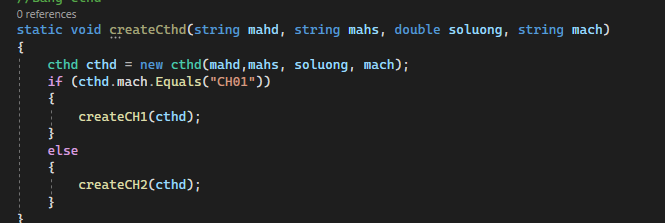 //Bang cthd
0 references
static void createCthd(string mahd, string mahs, double soluong, string mach)
{
cthd cthd = new cthd(mahd,mahs, soluong, mach);
if (cthd.mach.Equals("CH01"))
{
createCH1(cthd);
}
else
{
createCH2(cthd);
}
}